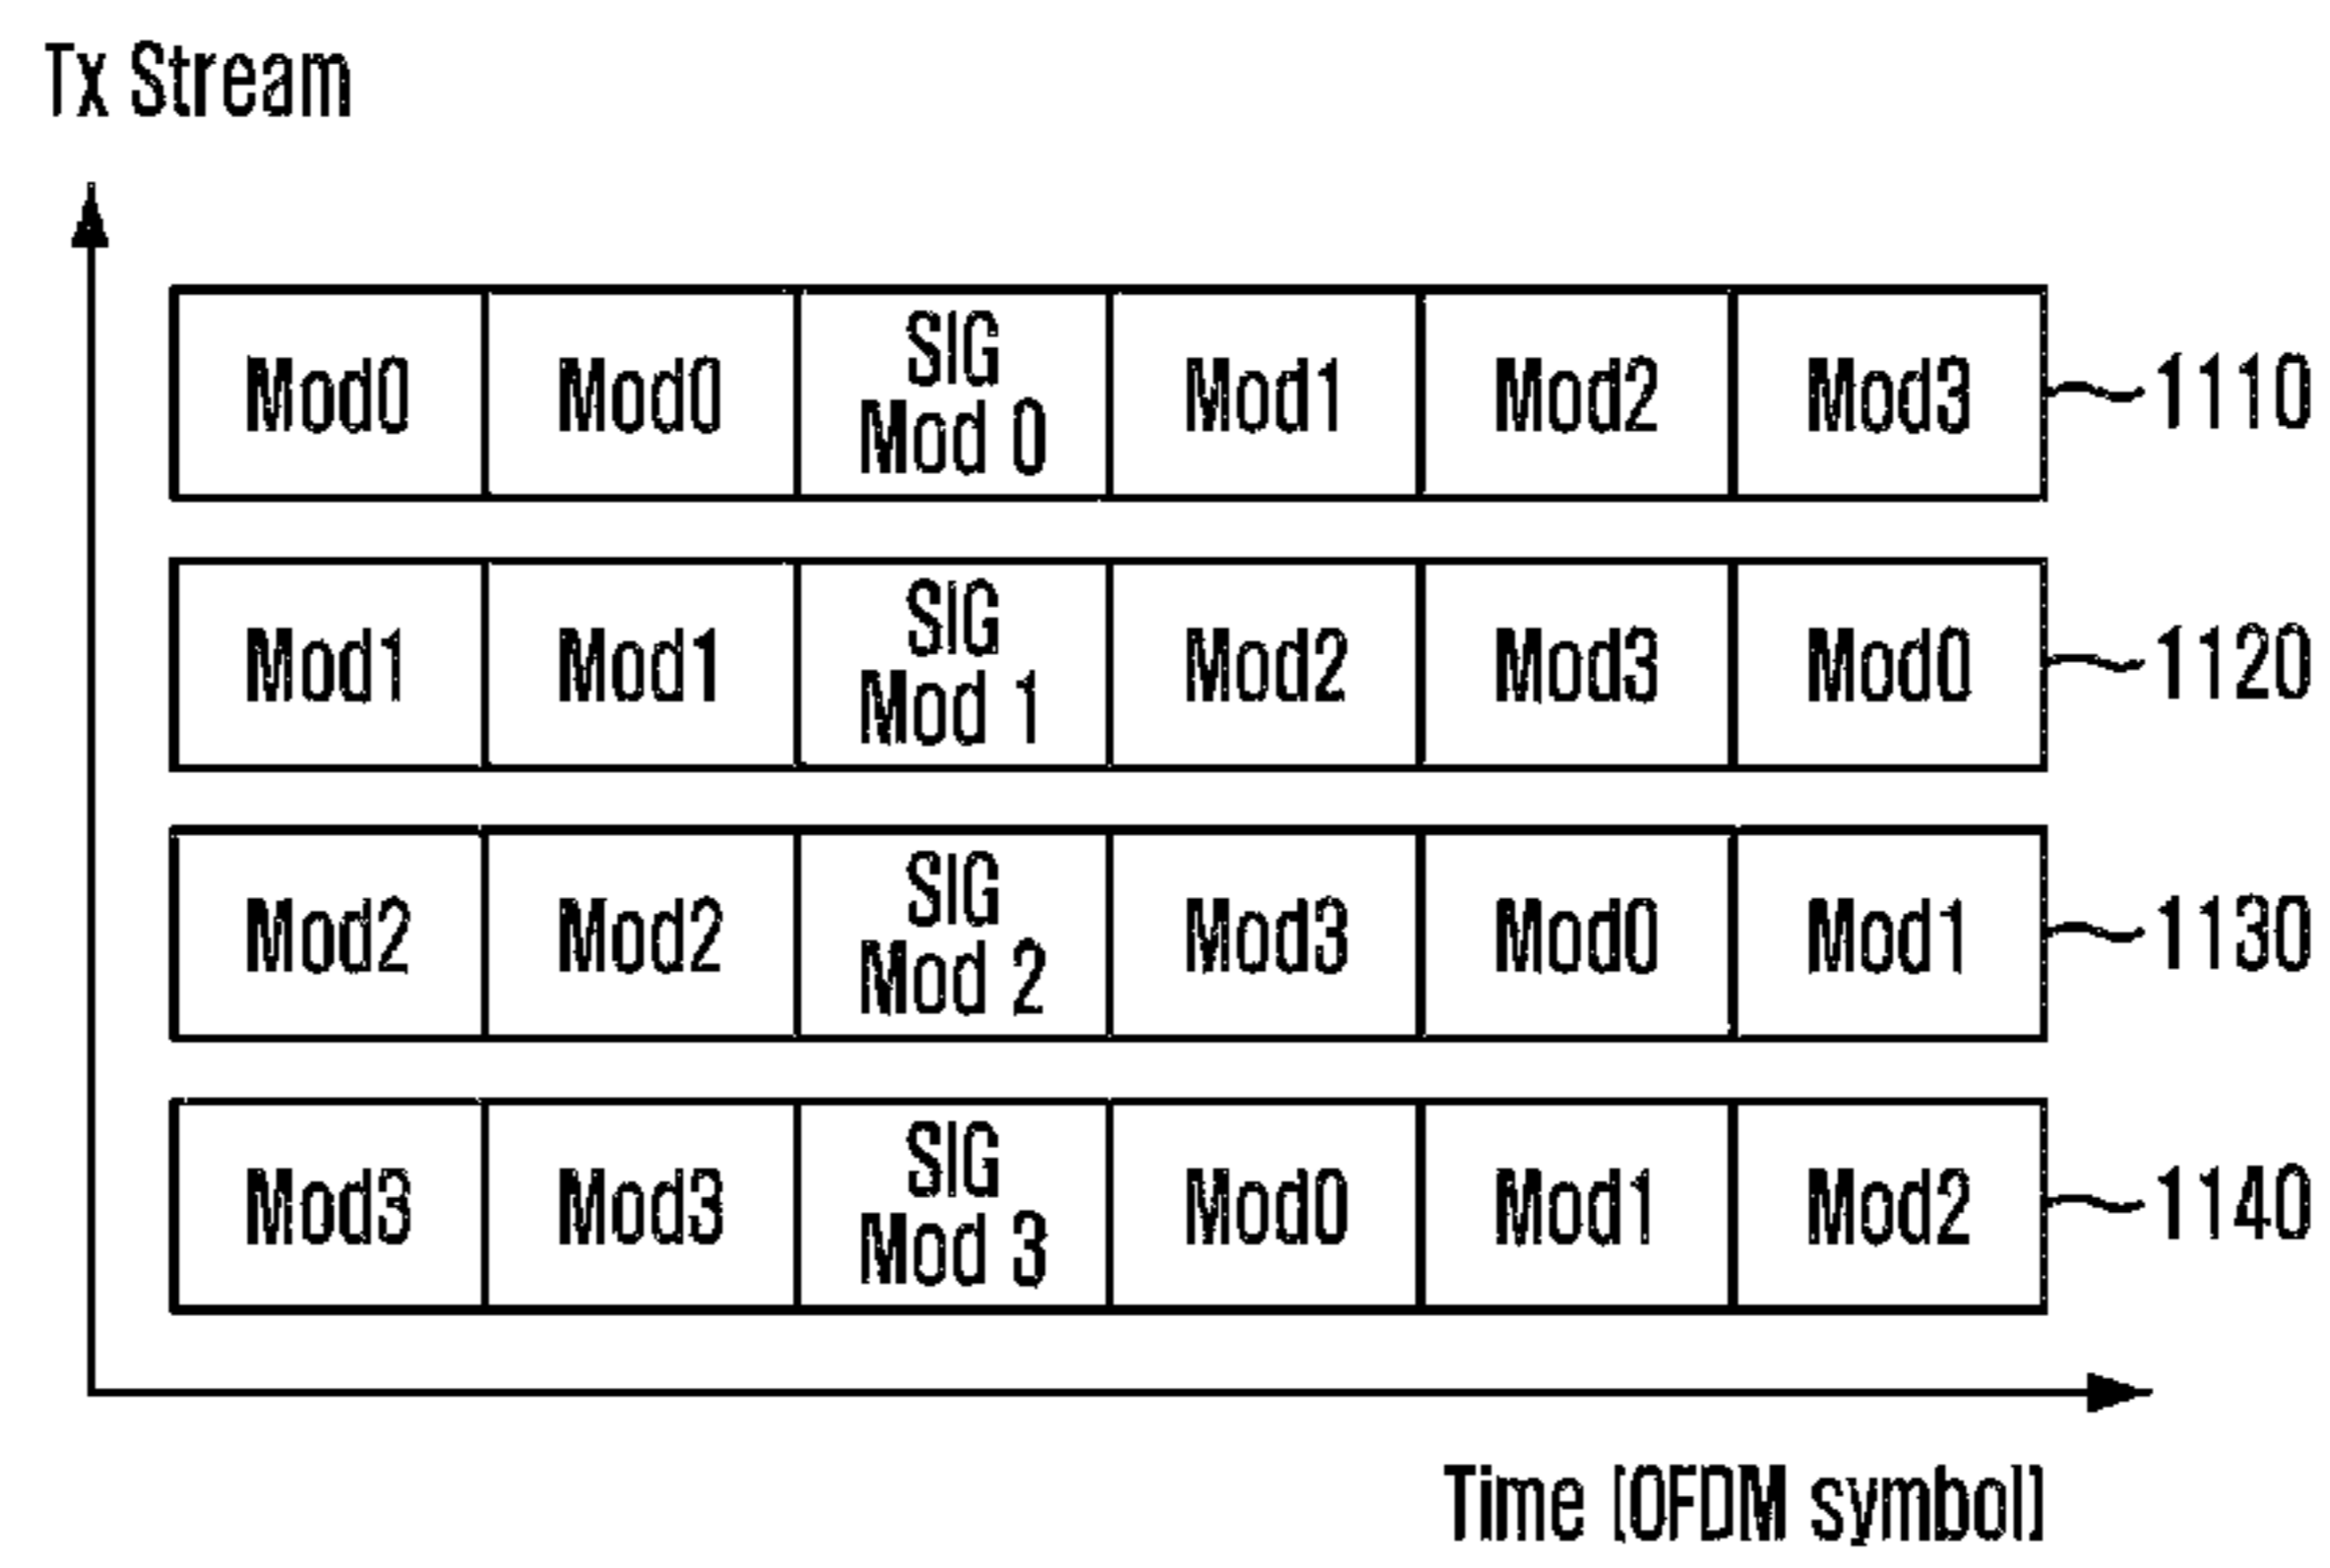 Tx Stream
Mod0 Mod0 SIG Mod 0 Mod1 Mod2 Mod3 1110
Mod1 Mod1 SIG Mod 1 Mod2 Mod3 Mod0 1120
Mod2 Mod2 SIG Mod 2 Mod3 Mod0 Mod1 1130
Mod3 Mod3 SIG Mod 3 Mod0 Mod1 Mod2 1140
Time (OFDM symbol)